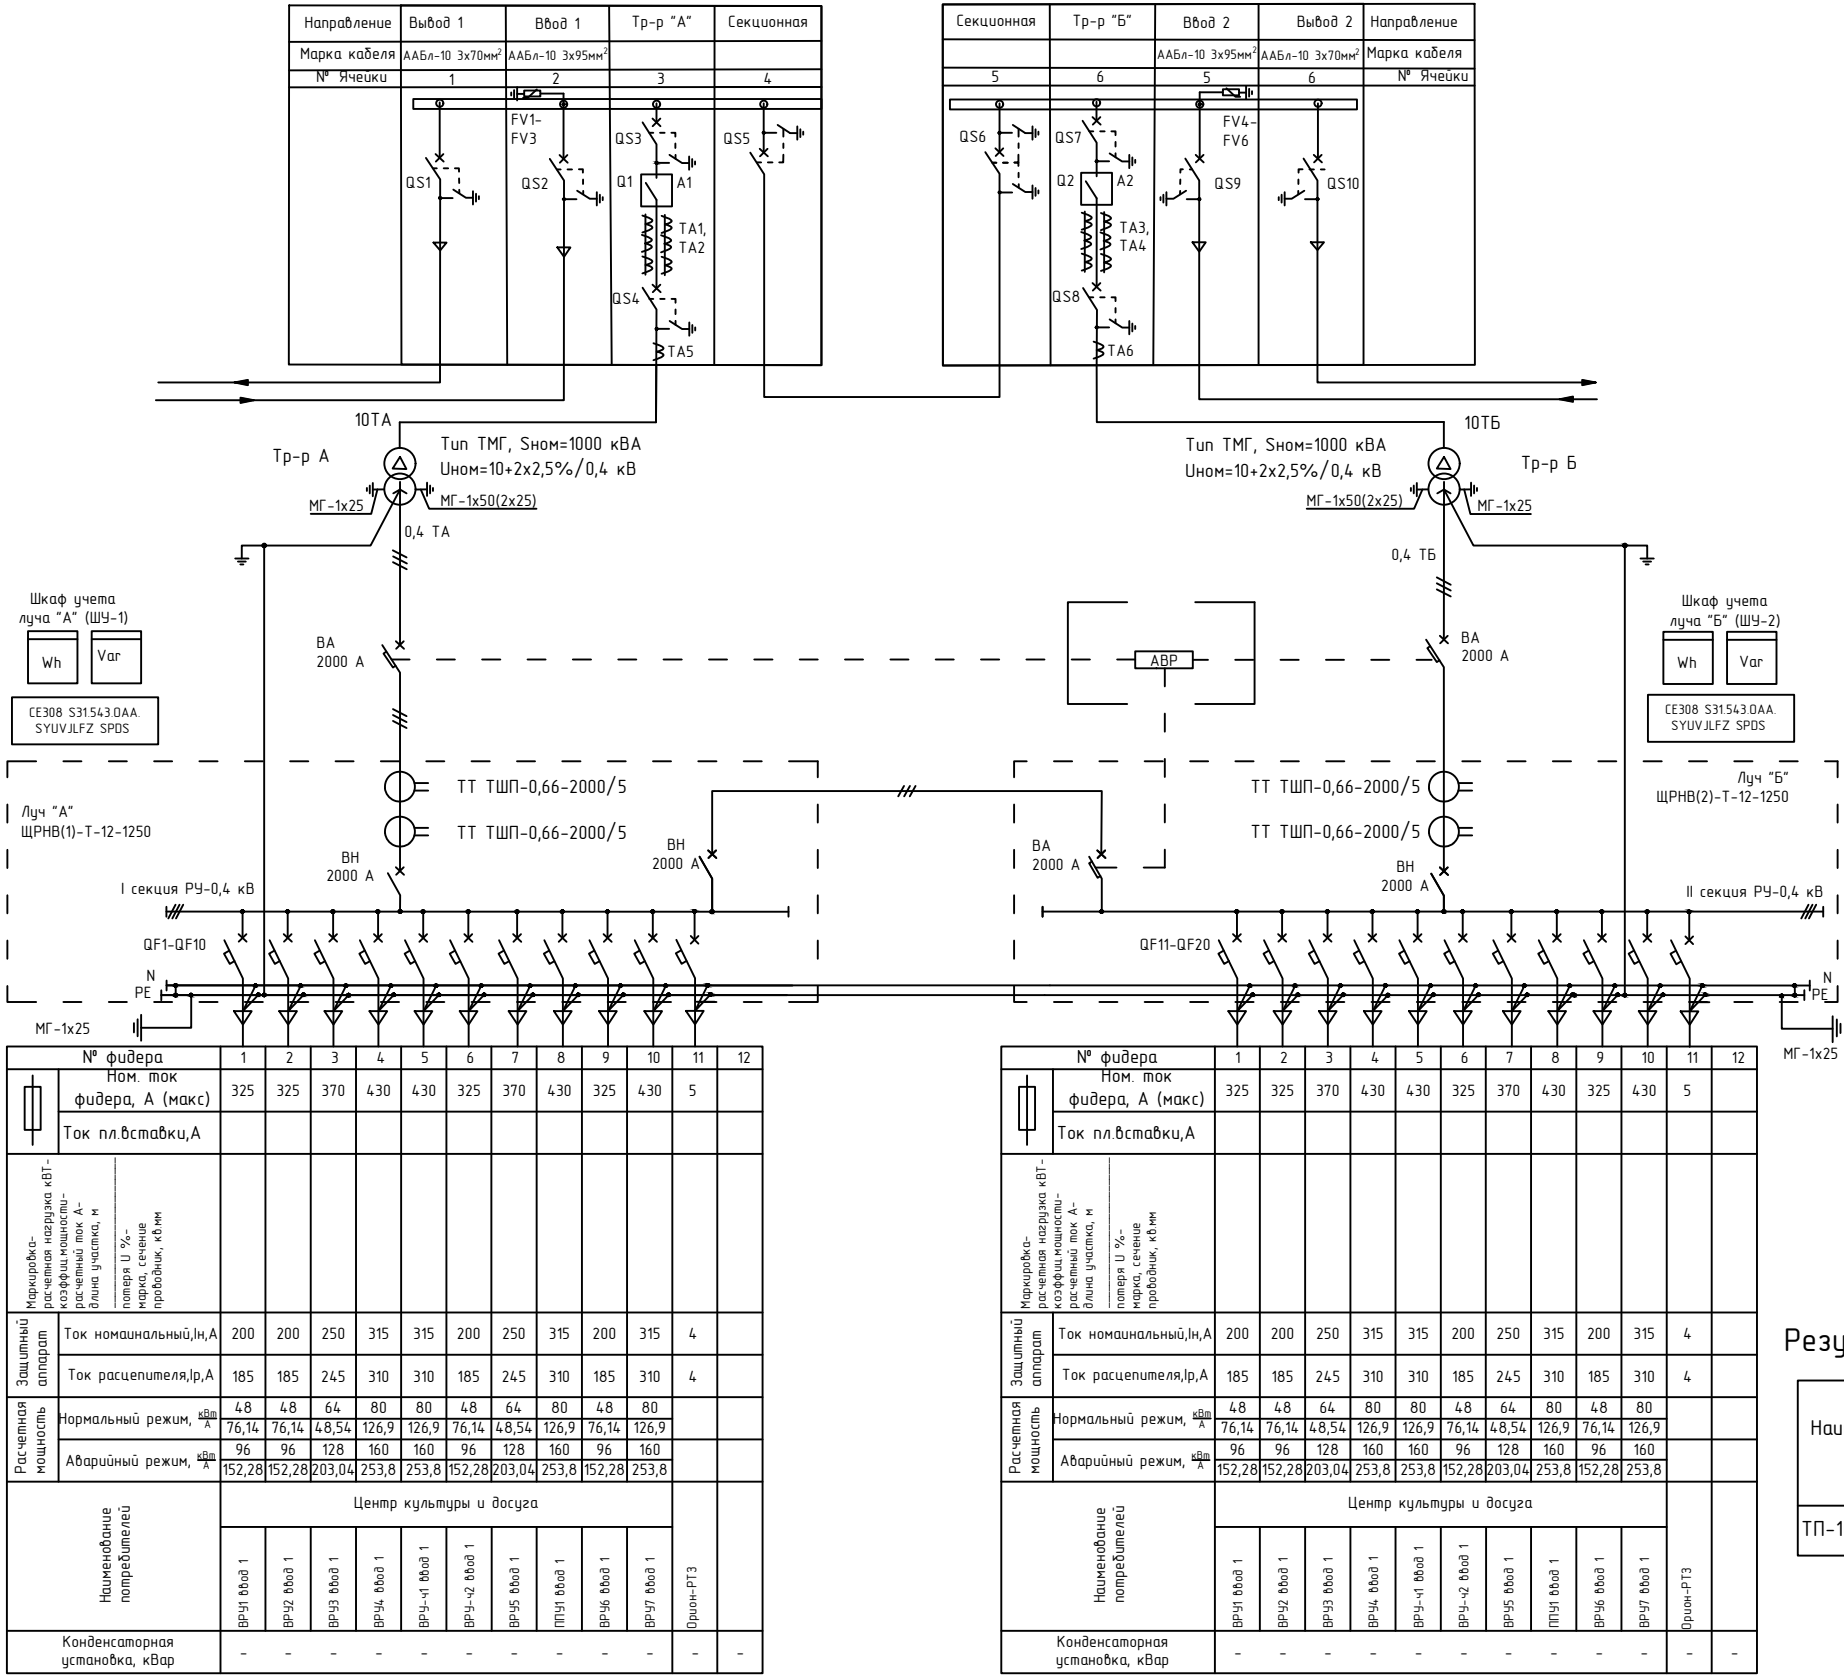 Направление Вывод 1 Ввод 1 Тр-р "А" Секционная
Марка кабеля ААБл-10 3х70мм² ААБл-10 3х95мм²
№ Ячейки 1 2 3 4
FV1-
FV3
QS1
QS2
QS3
Q1 A1
TA1,
TA2
QS4
TA5
QS5
Секционная Тр-р "Б" Ввод 2 Вывод 2 Направление
ААБл-10 3х95мм² ААБл-10 3х70мм² Марка кабеля
5 6 5 6 № Ячейки
QS6
QS7
Q2 A2
TA3,
TA4
QS8
TA6
FV4-
FV6
QS9
QS10
10ТА
Тр-р А
Тип ТМГ, Sном=1000 кВА
Uном=10+2х2,5%/0,4 кВ
МГ-1х25
МГ-1х50(2х25)
0,4 ТА
10ТБ
Тр-р Б
Тип ТМГ, Sном=1000 кВА
Uном=10+2х2,5%/0,4 кВ
МГ-1х50(2х25)
МГ-1х25
0,4 ТБ
Шкаф учета
луча "А" (ШУ-1)
Wh Var
CE308 S31.543.0AA.
SYUVJLFZ SPDS
ВА
2000 А
АВР
ВА
2000 А
Шкаф учета
луча "Б" (ШУ-2)
Wh Var
CE308 S31.543.0AA.
SYUVJLFZ SPDS
Луч "А"
ЩРНВ(1)-Т-12-1250
ТТ ТШП-0,66-2000/5
ТТ ТШП-0,66-2000/5
ВН
2000 А
ВН
2000 А
I секция РУ-0,4 кВ
QF1-QF10
N
PE
МГ-1х25
Луч "Б"
ЩРНВ(2)-Т-12-1250
ТТ ТШП-0,66-2000/5
ТТ ТШП-0,66-2000/5
ВА
2000 А
ВН
2000 А
II секция РУ-0,4 кВ
QF11-QF20
N
PE
МГ-1х25
№ фидера 1 2 3 4 5 6 7 8 9 10 11 12
Ном. ток
фидера, А (макс) 325 325 370 430 430 325 370 430 325 430 5
Ток пл.вставки,А
Маркировка-
расчетная нагрузка кВТ-
коэффиц.мощности-
расчетный ток А-
длина участка, м
потеря U %-
марка, сечение
проводник, кв.мм
Защитный
аппарат
Ток номаинальный,Iн,А 200 200 250 315 315 200 250 315 200 315 4
Ток расцепителя,Iр,А 185 185 245 310 310 185 245 310 185 310 4
Расчетная
мощность
Нормальный режим, кВт/А 48 48 64 80 80 48 64 80 48 80
76,14 76,14 48,54 126,9 126,9 76,14 48,54 126,9 76,14 126,9
Аварийный режим, кВт/А 96 96 128 160 160 96 128 160 96 160
152,28 152,28 203,04 253,8 253,8 152,28 203,04 253,8 152,28 253,8
Наименование
потребителей
Центр культуры и досуга
ВРУ1 ввод 1
ВРУ2 ввод 1
ВРУ3 ввод 1
ВРУ4 ввод 1
ВРУ-ч1 ввод 1
ВРУ-ч2 ввод 1
ВРУ5 ввод 1
ППУ1 ввод 1
ВРУ6 ввод 1
ВРУ7 ввод 1
Орион-РТЗ
Конденсаторная
установка, кВар - - - - - - - - - - - -
№ фидера 1 2 3 4 5 6 7 8 9 10 11 12
Ном. ток
фидера, А (макс) 325 325 370 430 430 325 370 430 325 430 5
Ток пл.вставки,А
Маркировка-
расчетная нагрузка кВТ-
коэффиц.мощности-
расчетный ток А-
длина участка, м
потеря U %-
марка, сечение
проводник, кв.мм
Защитный
аппарат
Ток номаинальный,Iн,А 200 200 250 315 315 200 250 315 200 315 4
Ток расцепителя,Iр,А 185 185 245 310 310 185 245 310 185 310 4
Расчетная
мощность
Нормальный режим, кВт/А 48 48 64 80 80 48 64 80 48 80
76,14 76,14 48,54 126,9 126,9 76,14 48,54 126,9 76,14 126,9
Аварийный режим, кВт/А 96 96 128 160 160 96 128 160 96 160
152,28 152,28 203,04 253,8 253,8 152,28 203,04 253,8 152,28 253,8
Наименование
потребителей
Центр культуры и досуга
ВРУ1 ввод 1
ВРУ2 ввод 1
ВРУ3 ввод 1
ВРУ4 ввод 1
ВРУ-ч1 ввод 1
ВРУ-ч2 ввод 1
ВРУ5 ввод 1
ППУ1 ввод 1
ВРУ6 ввод 1
ВРУ7 ввод 1
Орион-РТЗ
Конденсаторная
установка, кВар - - - - - - - - - - - -
Резу
Наи
ТП-1